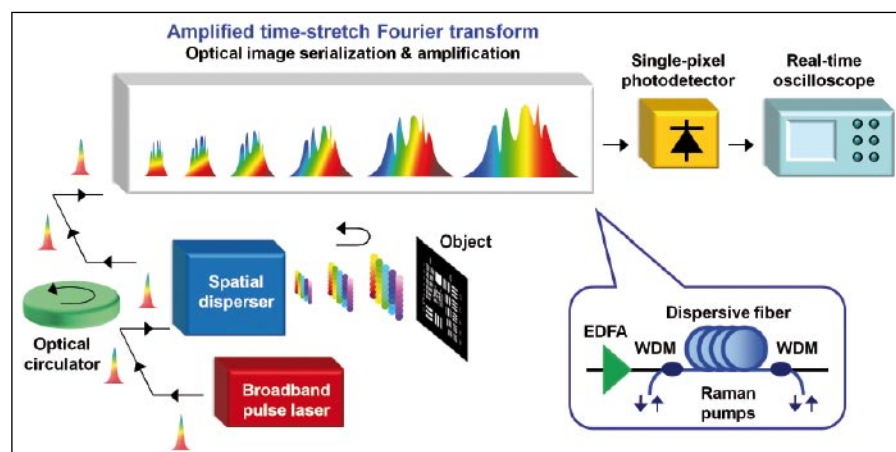 Amplified time-stretch Fourier transform
Optical image serialization & amplification
Single-pixel
photodetector
Real-time
oscilloscope
Object
Spatial
disperser
Optical
circulator
Broadband
pulse laser
Dispersive fiber
EDFA
WDM
WDM
Raman
pumps